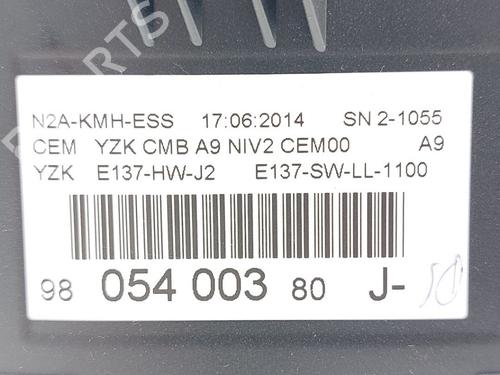 PARTS
N2A-KMH-ESS 17:06:2014 SN 2-1055
CEM YZK CMB A9 NIV2 CEM00 A9
YZK E137-HW-J2 E137-SW-LL-1100
98 054 003 80 J-